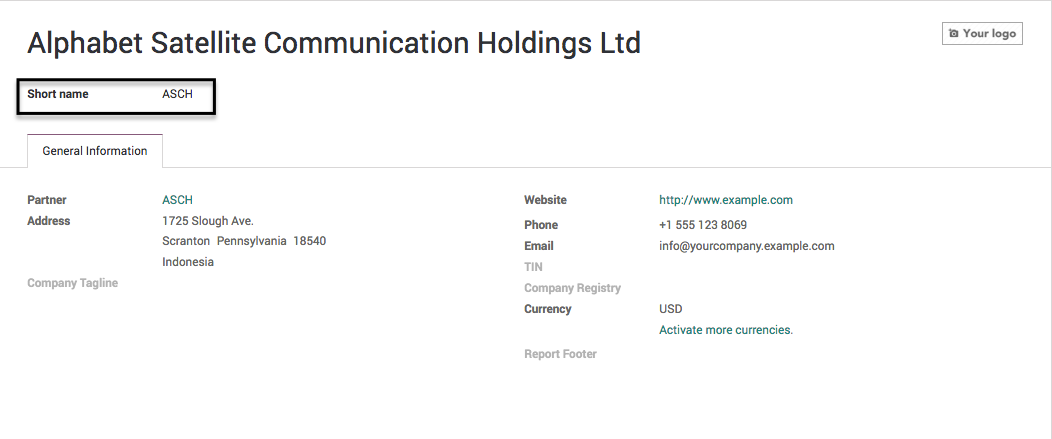 Alphabet Satellite Communication Holdings Ltd
Your logo
Short name ASCH
General Information
Partner ASCH
Address 1725 Slough Ave.
Scranton Pennsylvania 18540
Indonesia
Company Tagline
Website http://www.example.com
Phone +1 555 123 8069
Email info@yourcompany.example.com
TIN
Company Registry
Currency USD
Activate more currencies.
Report Footer